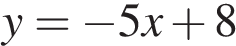 y = −5x + 8